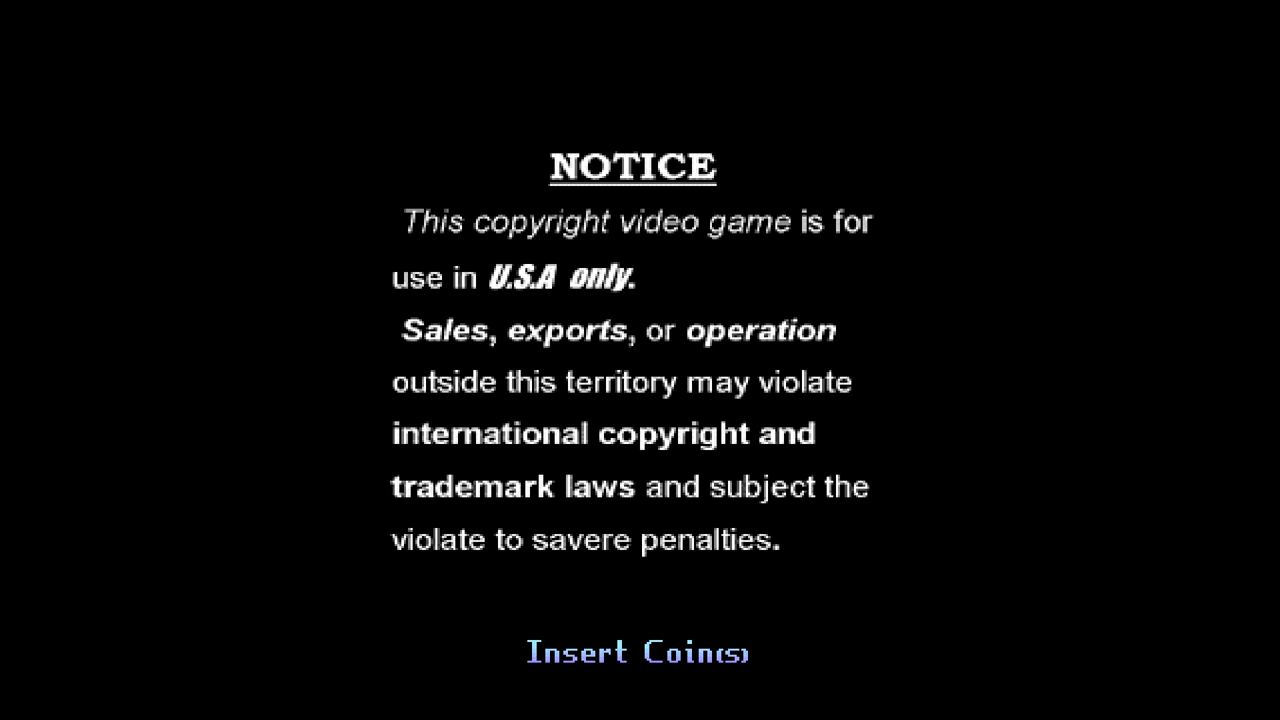 NOTICE
This copyright video game is for
use in U.S.A only.
Sales, exports, or operation
outside this territory may violate
international copyright and
trademark laws and subject the
violate to savere penalties.
Insert Coin(s)